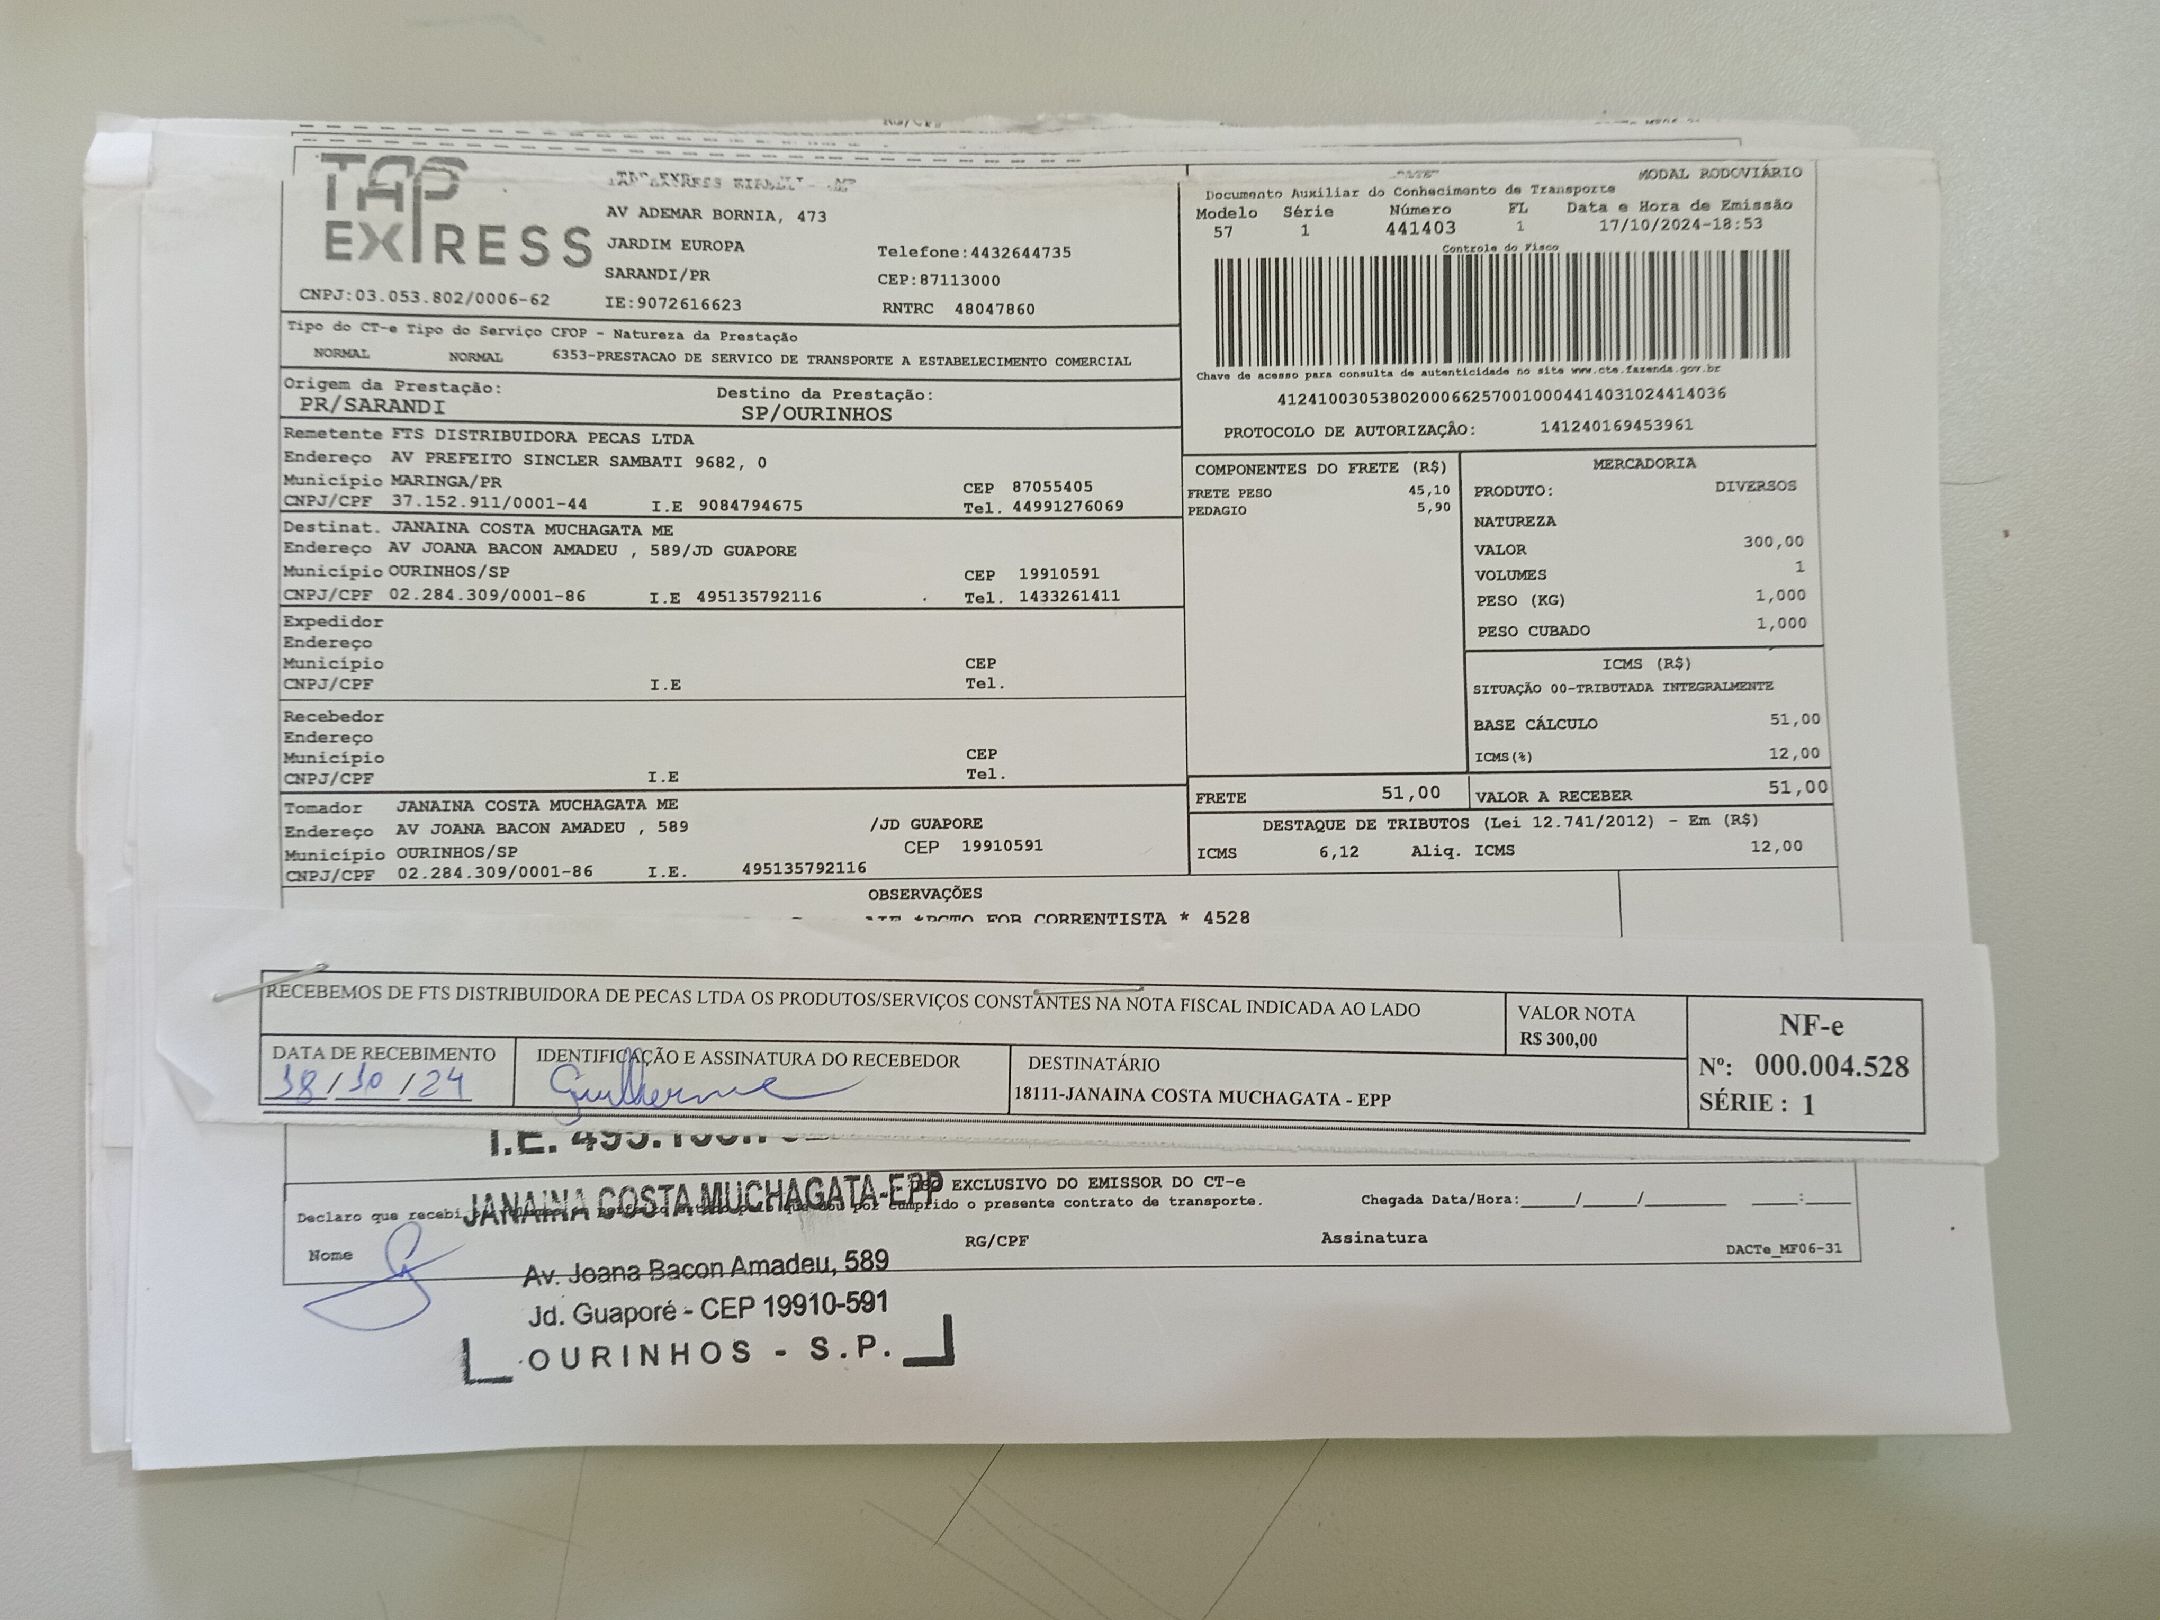 TAP
EXPRESS
AV ADEMAR BORNIA, 473
JARDIM EUROPA Telefone:4432644735
SARANDI/PR CEP:87113000
CNPJ:03.053.802/0006-62 IE:9072616623 RNTRC 48047860
MODAL RODOVIÁRIO
Documento Auxiliar do Conhecimento de Transporte
Modelo Série Número FL Data e Hora de Emissão
57 1 441403 1 17/10/2024-18:53
Controle do Fisco
Chave de acesso para consulta de autenticidade no site www.cte.fazenda.gov.br
41241003053802000662570010004414031024414036
PROTOCOLO DE AUTORIZAÇÃO: 141240169453961
Tipo do CT-e Tipo do Serviço CFOP - Natureza da Prestação
NORMAL NORMAL 6353-PRESTACAO DE SERVICO DE TRANSPORTE A ESTABELECIMENTO COMERCIAL
Origem da Prestação: Destino da Prestação:
PR/SARANDI SP/OURINHOS
Remetente FTS DISTRIBUIDORA PECAS LTDA
Endereço AV PREFEITO SINCLER SAMBATI 9682, 0
Município MARINGA/PR CEP 87055405
CNPJ/CPF 37.152.911/0001-44 I.E 9084794675 Tel. 44991276069
Destinat. JANAINA COSTA MUCHAGATA ME
Endereço AV JOANA BACON AMADEU , 589/JD GUAPORE
Município OURINHOS/SP CEP 19910591
CNPJ/CPF 02.284.309/0001-86 I.E 495135792116 Tel. 1433261411
Expedidor
Endereço
Município CEP
CNPJ/CPF I.E Tel.
Recebedor
Endereço
Município CEP
CNPJ/CPF I.E Tel.
Tomador JANAINA COSTA MUCHAGATA ME
Endereço AV JOANA BACON AMADEU , 589 /JD GUAPORE
Município OURINHOS/SP CEP 19910591
CNPJ/CPF 02.284.309/0001-86 I.E. 495135792116
COMPONENTES DO FRETE (R$)
FRETE PESO 45,10
PEDAGIO 5,90
MERCADORIA
PRODUTO: DIVERSOS
NATUREZA
VALOR 300,00
VOLUMES 1
PESO (KG) 1,000
PESO CUBADO 1,000
ICMS (R$)
SITUAÇÃO 00-TRIBUTADA INTEGRALMENTE
BASE CÁLCULO 51,00
ICMS(%) 12,00
FRETE 51,00 VALOR A RECEBER 51,00
DESTAQUE DE TRIBUTOS (Lei 12.741/2012) - Em (R$)
ICMS 6,12 Aliq. ICMS 12,00
OBSERVAÇÕES
FOB CORRENTISTA * 4528
RECEBEMOS DE FTS DISTRIBUIDORA DE PECAS LTDA OS PRODUTOS/SERVIÇOS CONSTANTES NA NOTA FISCAL INDICADA AO LADO
VALOR NOTA
R$ 300,00
NF-e
Nº: 000.004.528
SÉRIE : 1
DATA DE RECEBIMENTO
18/10/24
IDENTIFICAÇÃO E ASSINATURA DO RECEBEDOR
Guilherme
DESTINATÁRIO
18111-JANAINA COSTA MUCHAGATA - EPP
I.E. 495.
EXCLUSIVO DO EMISSOR DO CT-e
JANAINA COSTA MUCHAGATA-EPP
Declaro que recebi cumprido o presente contrato de transporte.
Chegada Data/Hora:____/____/______ ____:____
Nome RG/CPF Assinatura
DACTe_MF06-31
Av. Joana Bacon Amadeu, 589
Jd. Guaporé - CEP 19910-591
OURINHOS - S.P.